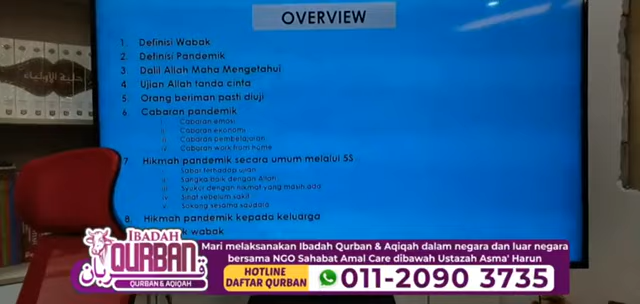 OVERVIEW
1. Definisi Wabak
2. Definisi Pandemik
3. Dalil Allah Maha Mengetahui
4. Ujian Allah tanda cinta
5. Orang beriman pasti diuji
6. Cabaran pandemik
i. Cabaran emosi
ii. Cabaran ekonomi
iii. Cabaran pembelajaran
iv. Cabaran work from home
7. Hikmah pandemik secara umum melalui 5S
i. Sabar terhadap ujian
ii. Sangka baik dengan Allah
iii. Syukur dengan nikmat yang masih ada
iv. Sihat sebelum sakit
v. Sokong sesama saudara
8. Hikmah pandemik kepada keluarga
k wabak
IBADAH
QURBAN
قربان
QURBAN & AQIQAH
Mari melaksanakan Ibadah Qurban & Aqiqah dalam negara dan luar negara
bersama NGO Sahabat Amal Care dibawah Ustazah Asma' Harun
HOTLINE
DAFTAR QURBAN
011-2090 3735